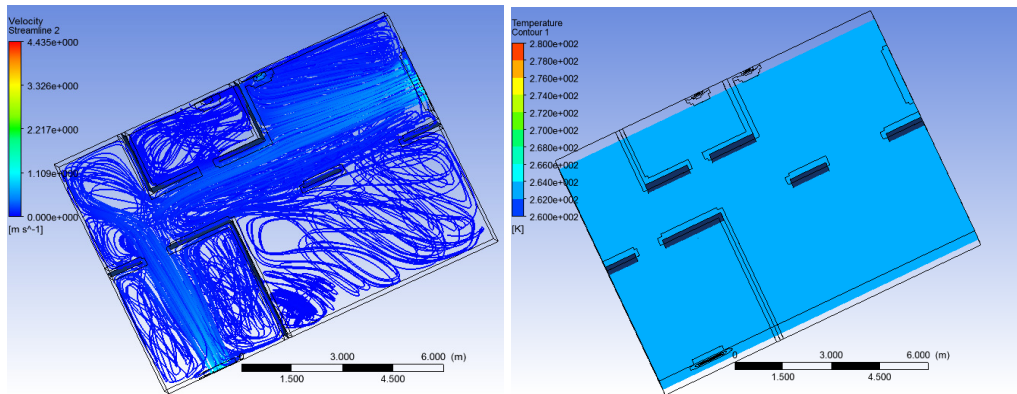 Velocity
Streamline 2
4.435e+000
3.326e+000
2.217e+000
1.109e+000
0.000e+000
[m s^-1]
0 3.000 6.000 (m)
1.500 4.500
Temperature
Contour 1
2.800e+002
2.780e+002
2.760e+002
2.740e+002
2.720e+002
2.700e+002
2.680e+002
2.660e+002
2.640e+002
2.620e+002
2.600e+002
[K]
0 3.000 6.000 (m)
1.500 4.500